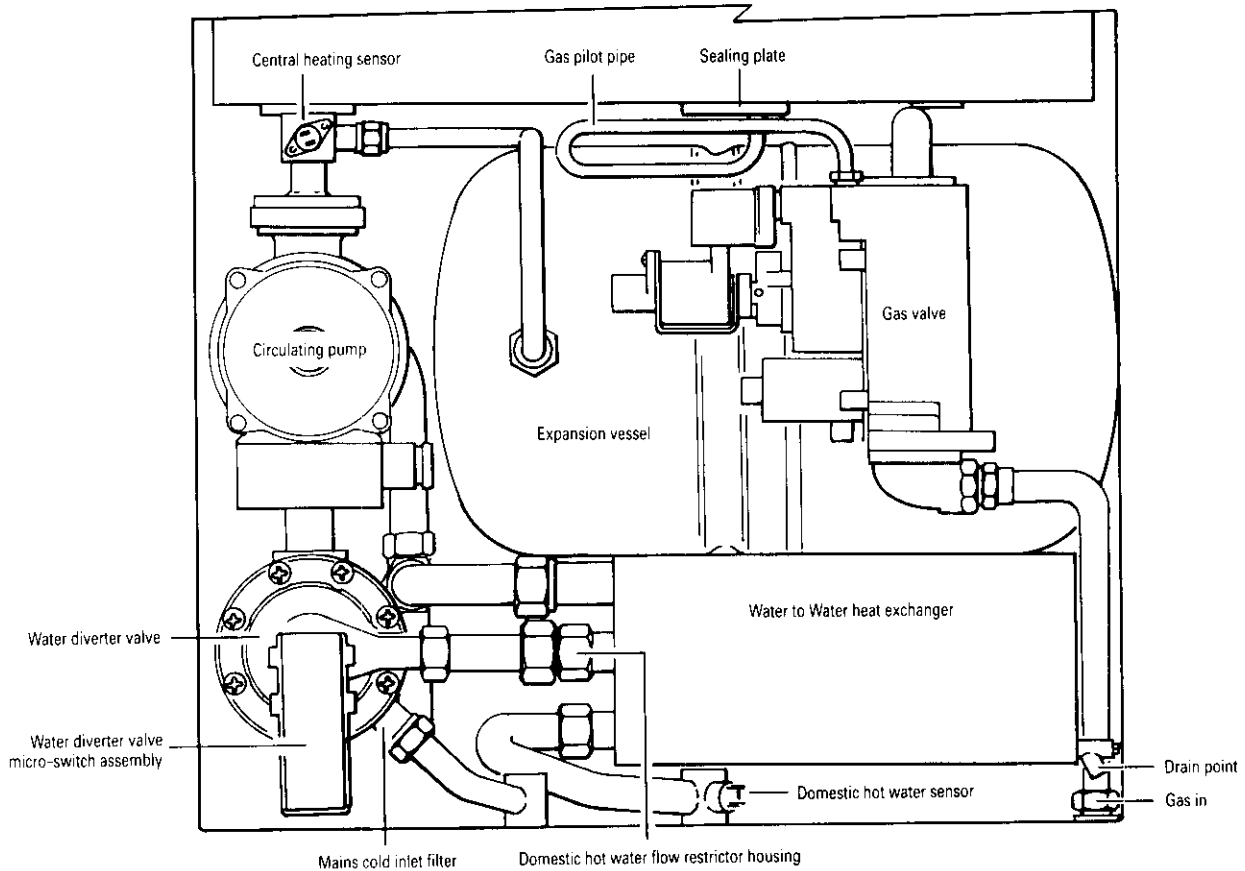 Central heating sensor
Gas pilot pipe
Sealing plate
Circulating pump
Gas valve
Expansion vessel
Water to Water heat exchanger
Water diverter valve
Water diverter valve
micro-switch assembly
Drain point
Domestic hot water sensor
Gas in
Mains cold inlet filter
Domestic hot water flow restrictor housing